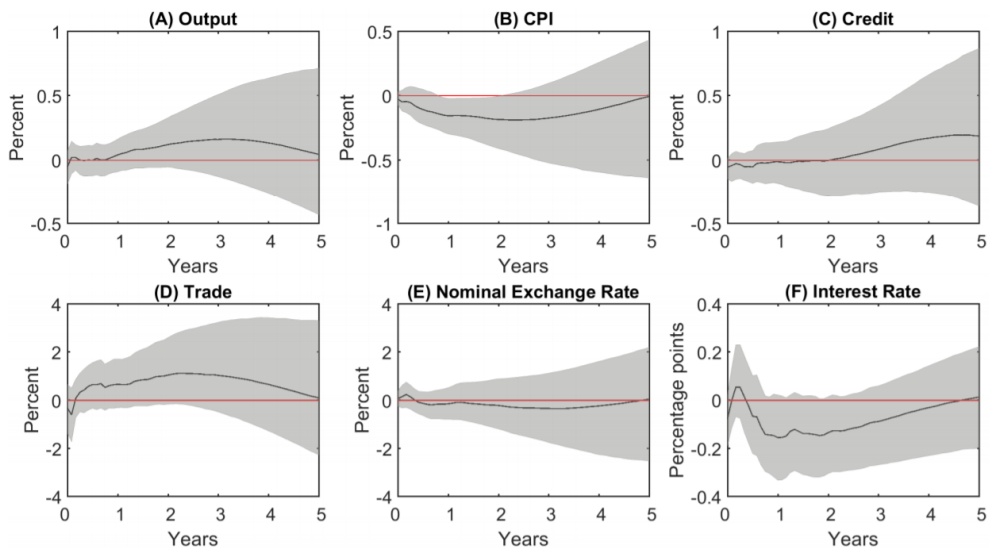 (A) Output
Percent
1
0.5
0
-0.5
0 1 2 3 4 5
Years
(B) CPI
Percent
0.5
0
-0.5
-1
0 1 2 3 4 5
Years
(C) Credit
Percent
1
0.5
0
-0.5
0 1 2 3 4 5
Years
(D) Trade
Percent
4
2
0
-2
-4
0 1 2 3 4 5
Years
(E) Nominal Exchange Rate
Percent
4
2
0
-2
-4
0 1 2 3 4 5
Years
(F) Interest Rate
Percentage points
0.4
0.2
0
-0.2
-0.4
0 1 2 3 4 5
Years